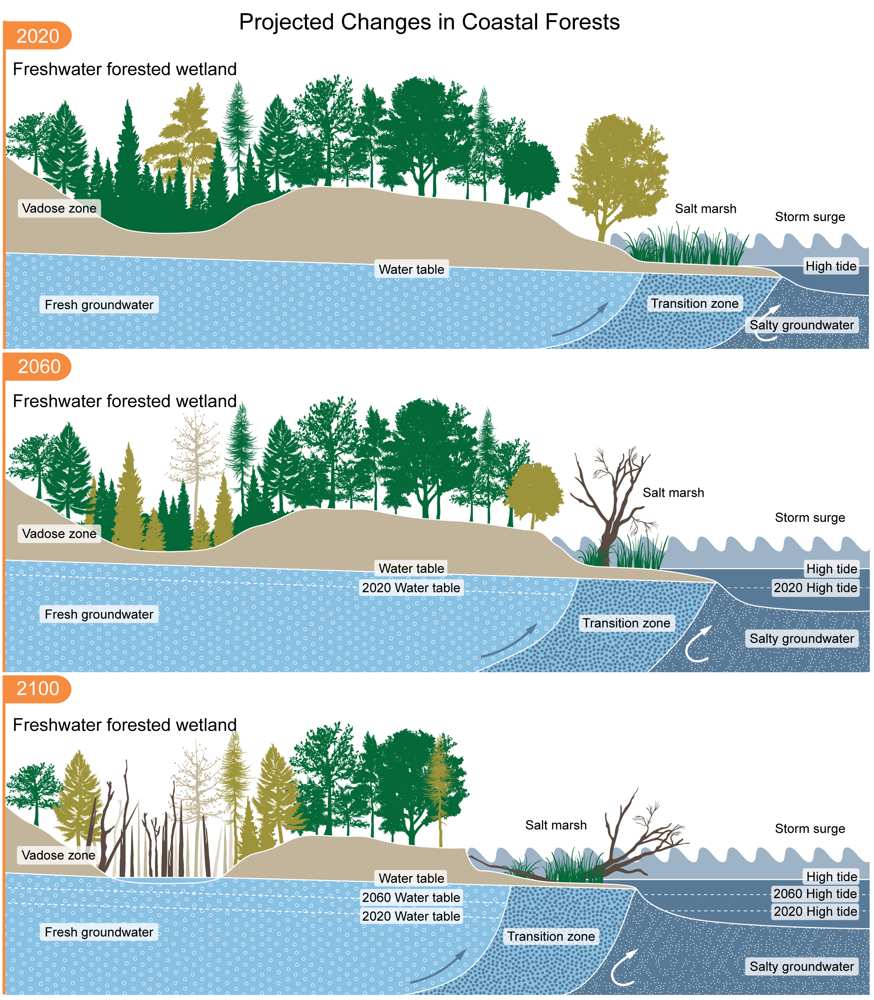 Projected Changes in Coastal Forests
2020
Freshwater forested wetland
Salt marsh
Storm surge
Vadose zone
Water table
High tide
Fresh groundwater
Transition zone
Salty groundwater
2060
Freshwater forested wetland
Salt marsh
Storm surge
Vadose zone
Water table
High tide
2020 Water table
2020 High tide
Fresh groundwater
Transition zone
Salty groundwater
2100
Freshwater forested wetland
Salt marsh
Storm surge
Vadose zone
Water table
High tide
2060 Water table
2060 High tide
2020 Water table
2020 High tide
Fresh groundwater
Transition zone
Salty groundwater